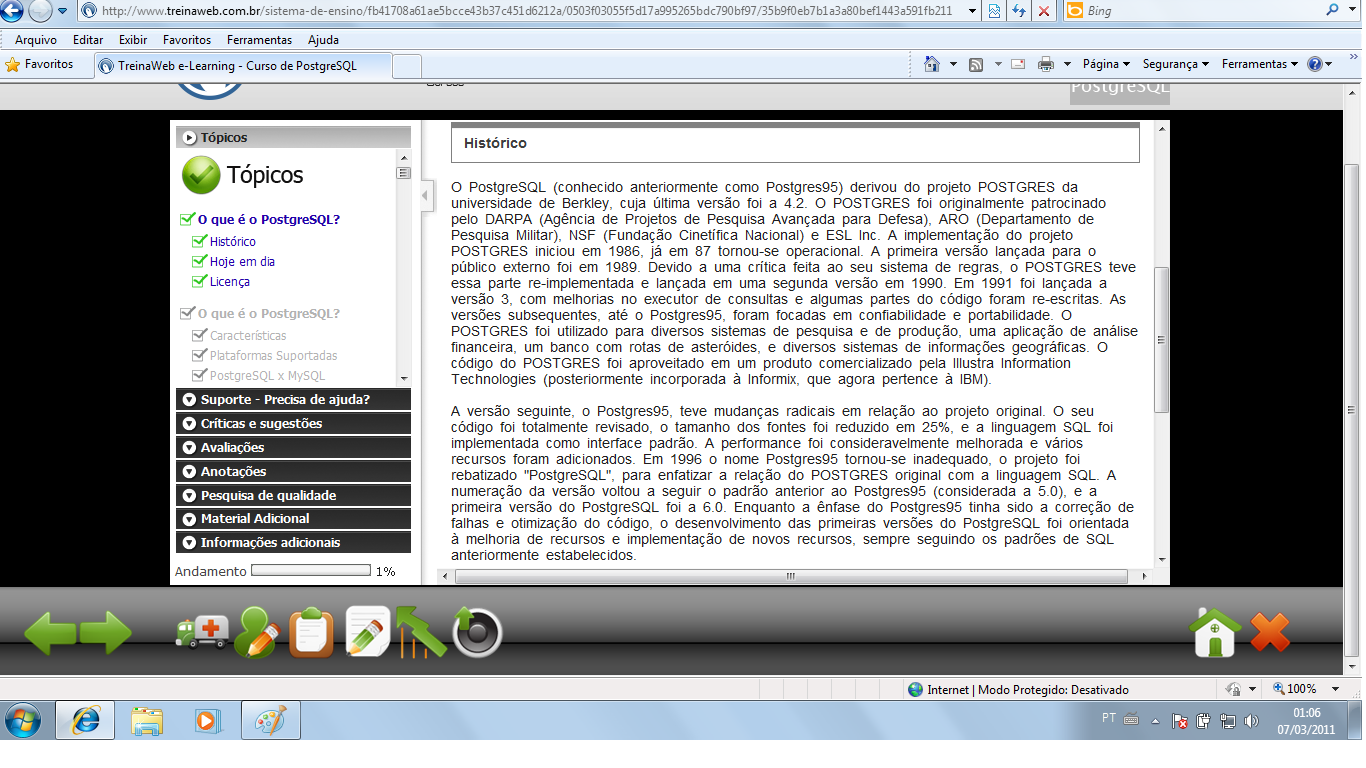 http://www.treinaweb.com.br/sistema-de-ensino/fb41708a61ae5bcce43b37c451d6212a/0503f03055f5d17a995265bcc790bf97/35b9f0eb7b1a3a80bef1443a591fb211
Bing
Arquivo Editar Exibir Favoritos Ferramentas Ajuda
Favoritos
TreinaWeb e-Learning - Curso de PostgreSQL
Página Segurança Ferramentas
PostgreSQL
Tópicos
Tópicos
O que é o PostgreSQL?
Histórico
Hoje em dia
Licença
O que é o PostgreSQL?
Características
Plataformas Suportadas
PostgreSQL x MySQL
Suporte - Precisa de ajuda?
Críticas e sugestões
Avaliações
Anotações
Pesquisa de qualidade
Material Adicional
Informações adicionais
Andamento 1%
Histórico
O PostgreSQL (conhecido anteriormente como Postgres95) derivou do projeto POSTGRES da
universidade de Berkley, cuja última versão foi a 4.2. O POSTGRES foi originalmente patrocinado
pelo DARPA (Agência de Projetos de Pesquisa Avançada para Defesa), ARO (Departamento de
Pesquisa Militar), NSF (Fundação Cinetífica Nacional) e ESL Inc. A implementação do projeto
POSTGRES iniciou em 1986, já em 87 tornou-se operacional. A primeira versão lançada para o
público externo foi em 1989. Devido a uma crítica feita ao seu sistema de regras, o POSTGRES teve
essa parte re-implementada e lançada em uma segunda versão em 1990. Em 1991 foi lançada a
versão 3, com melhorias no executor de consultas e algumas partes do código foram re-escritas. As
versões subsequentes, até o Postgres95, foram focadas em confiabilidade e portabilidade. O
POSTGRES foi utilizado para diversos sistemas de pesquisa e de produção, uma aplicação de análise
financeira, um banco com rotas de asteróides, e diversos sistemas de informações geográficas. O
código do POSTGRES foi aproveitado em um produto comercializado pela Illustra Information
Technologies (posteriormente incorporada à Informix, que agora pertence à IBM).
A versão seguinte, o Postgres95, teve mudanças radicais em relação ao projeto original. O seu
código foi totalmente revisado, o tamanho dos fontes foi reduzido em 25%, e a linguagem SQL foi
implementada como interface padrão. A performance foi consideravelmente melhorada e vários
recursos foram adicionados. Em 1996 o nome Postgres95 tornou-se inadequado, o projeto foi
rebatizado "PostgreSQL", para enfatizar a relação do POSTGRES original com a linguagem SQL. A
numeração da versão voltou a seguir o padrão anterior ao Postgres95 (considerada a 5.0), e a
primeira versão do PostgreSQL foi a 6.0. Enquanto a ênfase do Postgres95 tinha sido a correção de
falhas e otimização do código, o desenvolvimento das primeiras versões do PostgreSQL foi orientada
à melhoria de recursos e implementação de novos recursos, sempre seguindo os padrões de SQL
anteriormente estabelecidos.
Internet | Modo Protegido: Desativado
100%
PT
01:06
07/03/2011